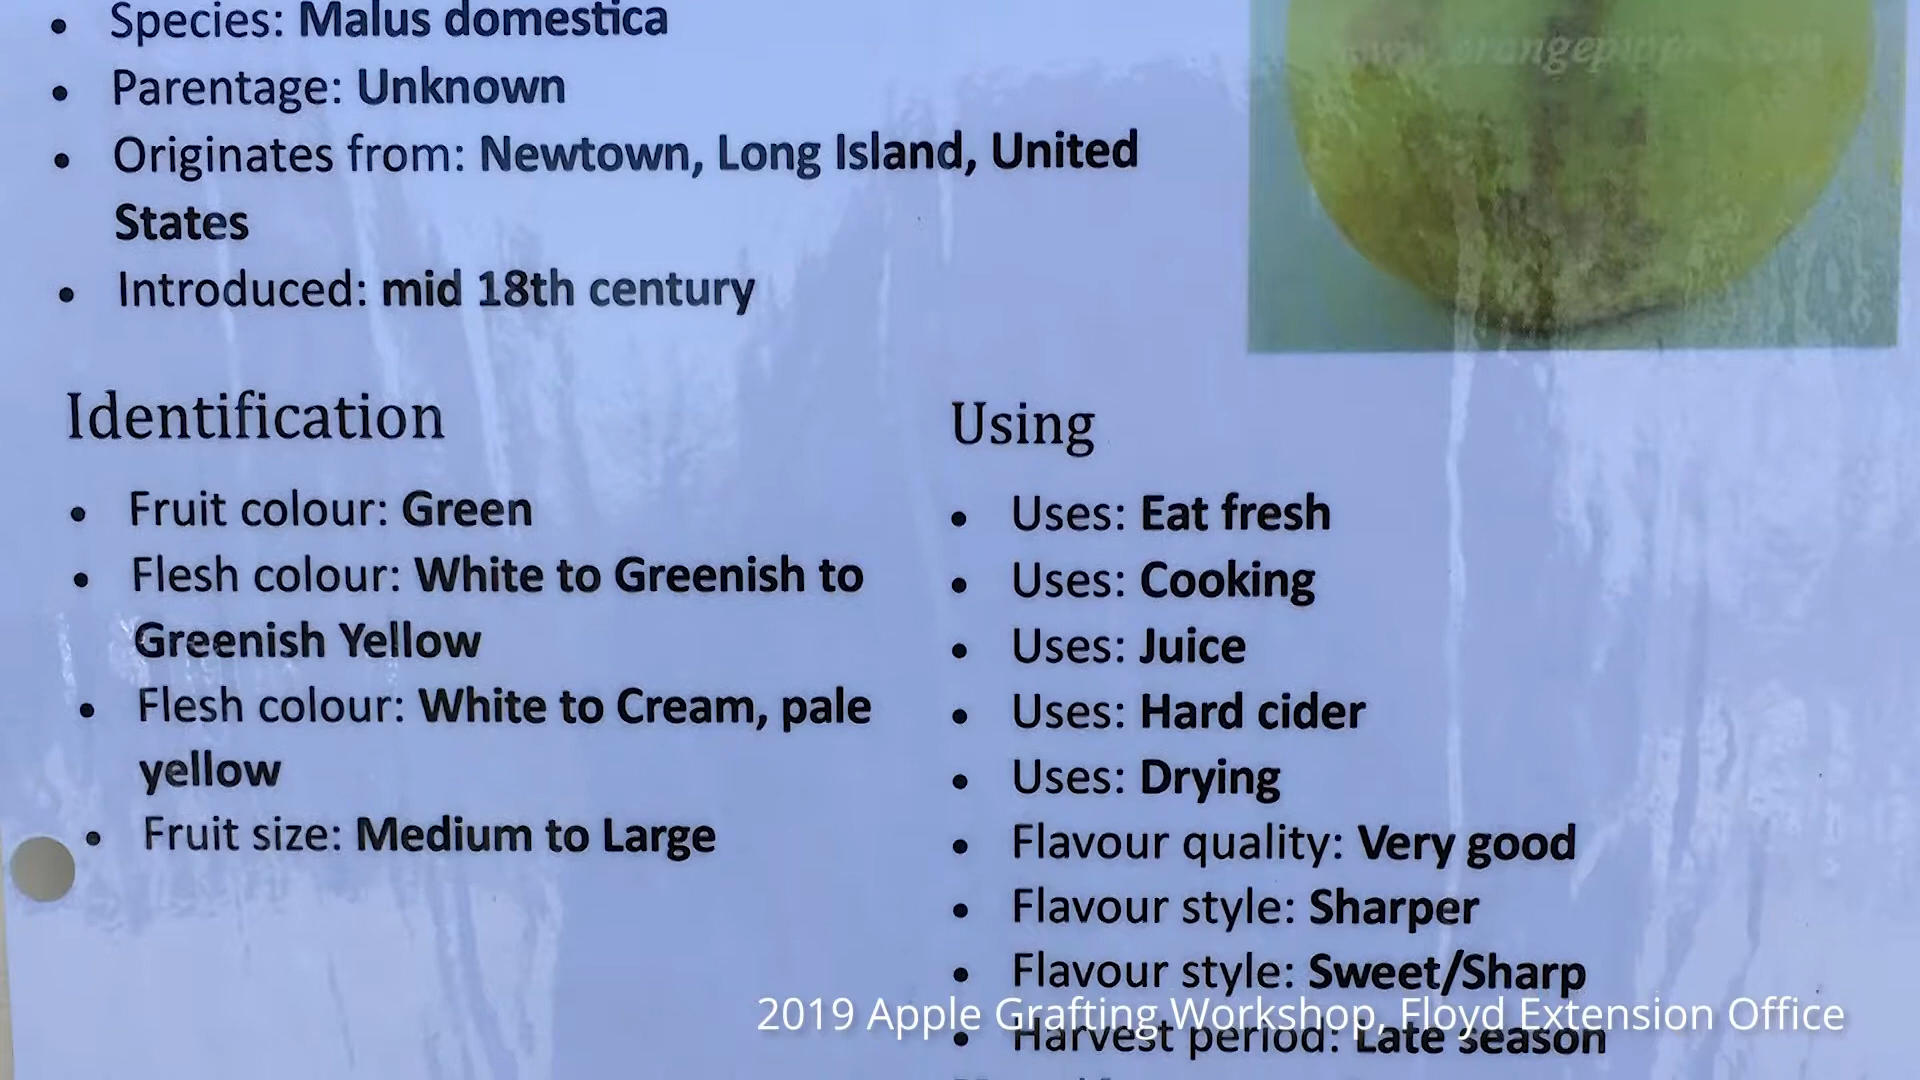 • Species: Malus domestica
• Parentage: Unknown
• Originates from: Newtown, Long Island, United
States
• Introduced: mid 18th century
Identification
• Fruit colour: Green
• Flesh colour: White to Greenish to
Greenish Yellow
• Flesh colour: White to Cream, pale
yellow
• Fruit size: Medium to Large
Using
• Uses: Eat fresh
• Uses: Cooking
• Uses: Juice
• Uses: Hard cider
• Uses: Drying
• Flavour quality: Very good
• Flavour style: Sharper
• Flavour style: Sweet/Sharp
• Harvest period: Late season
2019 Apple Grafting Workshop, Floyd Extension Office